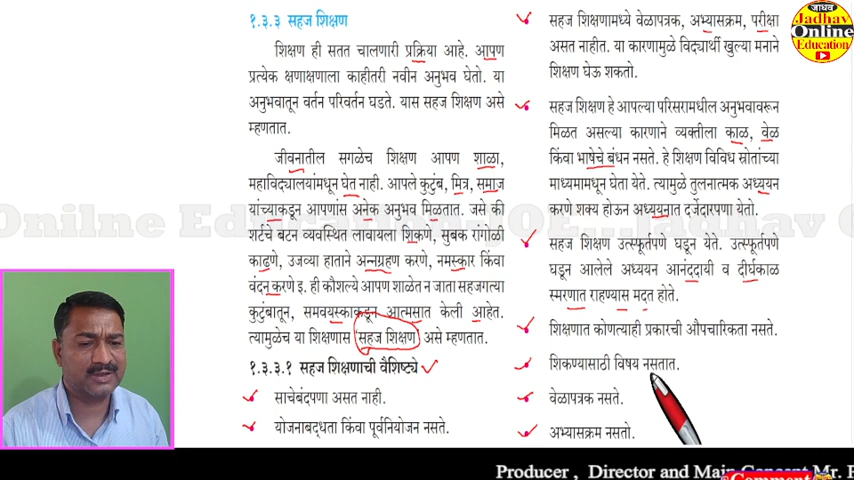 १.३.३ सहज शिक्षण
शिक्षण ही सतत चालणारी प्रक्रिया आहे. आपण
प्रत्येक क्षणाक्षणाला काहीतरी नवीन अनुभव घेतो. या
अनुभवातून वर्तन परिवर्तन घडते. यास सहज शिक्षण असे
म्हणतात.
जीवनातील सगळेच शिक्षण आपण शाळा,
महाविद्यालयांमधून घेत नाही. आपले कुटुंब, मित्र, समाज
यांच्याकडून आपणांस अनेक अनुभव मिळतात. जसे की
शर्टचे बटन व्यवस्थित लावायला शिकणे, सुबक रांगोळी
काढणे, उजव्या हाताने अन्नग्रहण करणे, नमस्कार किंवा
वंदन करणे इ. ही कौशल्ये आपण शाळेत न जाता सहजगत्या
कुटुंबातून, समवयस्काकडून आत्मसात केली आहेत.
त्यामुळेच या शिक्षणास सहज शिक्षण असे म्हणतात.
१.३.३.१ सहज शिक्षणाची वैशिष्ट्ये
साचेबंदपणा असत नाही.
योजनाबद्धता किंवा पूर्वनियोजन नसते.
सहज शिक्षणामध्ये वेळापत्रक, अभ्यासक्रम, परीक्षा
असत नाहीत. या कारणामुळे विद्यार्थी खुल्या मनाने
शिक्षण घेऊ शकतो.
सहज शिक्षण हे आपल्या परिसरामधील अनुभवावरून
मिळत असल्या कारणाने व्यक्तीला काळ, वेळ
किंवा भाषेचे बंधन नसते. हे शिक्षण विविध स्रोतांच्या
माध्यमामधून घेता येते. त्यामुळे तुलनात्मक अध्ययन
करणे शक्य होऊन अध्ययनात दर्जेदारपणा येतो.
सहज शिक्षण उत्स्फूर्तपणे घडून येते. उत्स्फूर्तपणे
घडून आलेले अध्ययन आनंददायी व दीर्घकाळ
स्मरणात राहण्यास मदत होते.
शिक्षणात कोणत्याही प्रकारची औपचारिकता नसते.
शिकण्यासाठी विषय नसतात.
वेळापत्रक नसते.
अभ्यासक्रम नसतो.
जाधव
Jadhav
Online
Education
Onilne Education
Producer , Director and Main Concept Mr. P
Comment